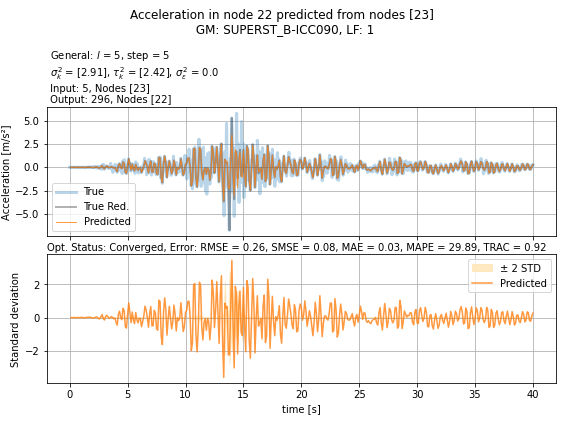 Acceleration in node 22 predicted from nodes [23]
GM: SUPERST_B-ICC090, LF: 1
General: l = 5, step = 5
σ²_k = [2.91], τ²_k = [2.42], σ²_ε = 0.0
Input: 5, Nodes [23]
Output: 296, Nodes [22]
Acceleration [m/s²]
5.0
2.5
0.0
−2.5
−5.0
True
True Red.
Predicted
Opt. Status: Converged, Error: RMSE = 0.26, SMSE = 0.08, MAE = 0.03, MAPE = 29.89, TRAC = 0.92
Standard deviation
2
0
−2
± 2 STD
Predicted
0 5 10 15 20 25 30 35 40
time [s]